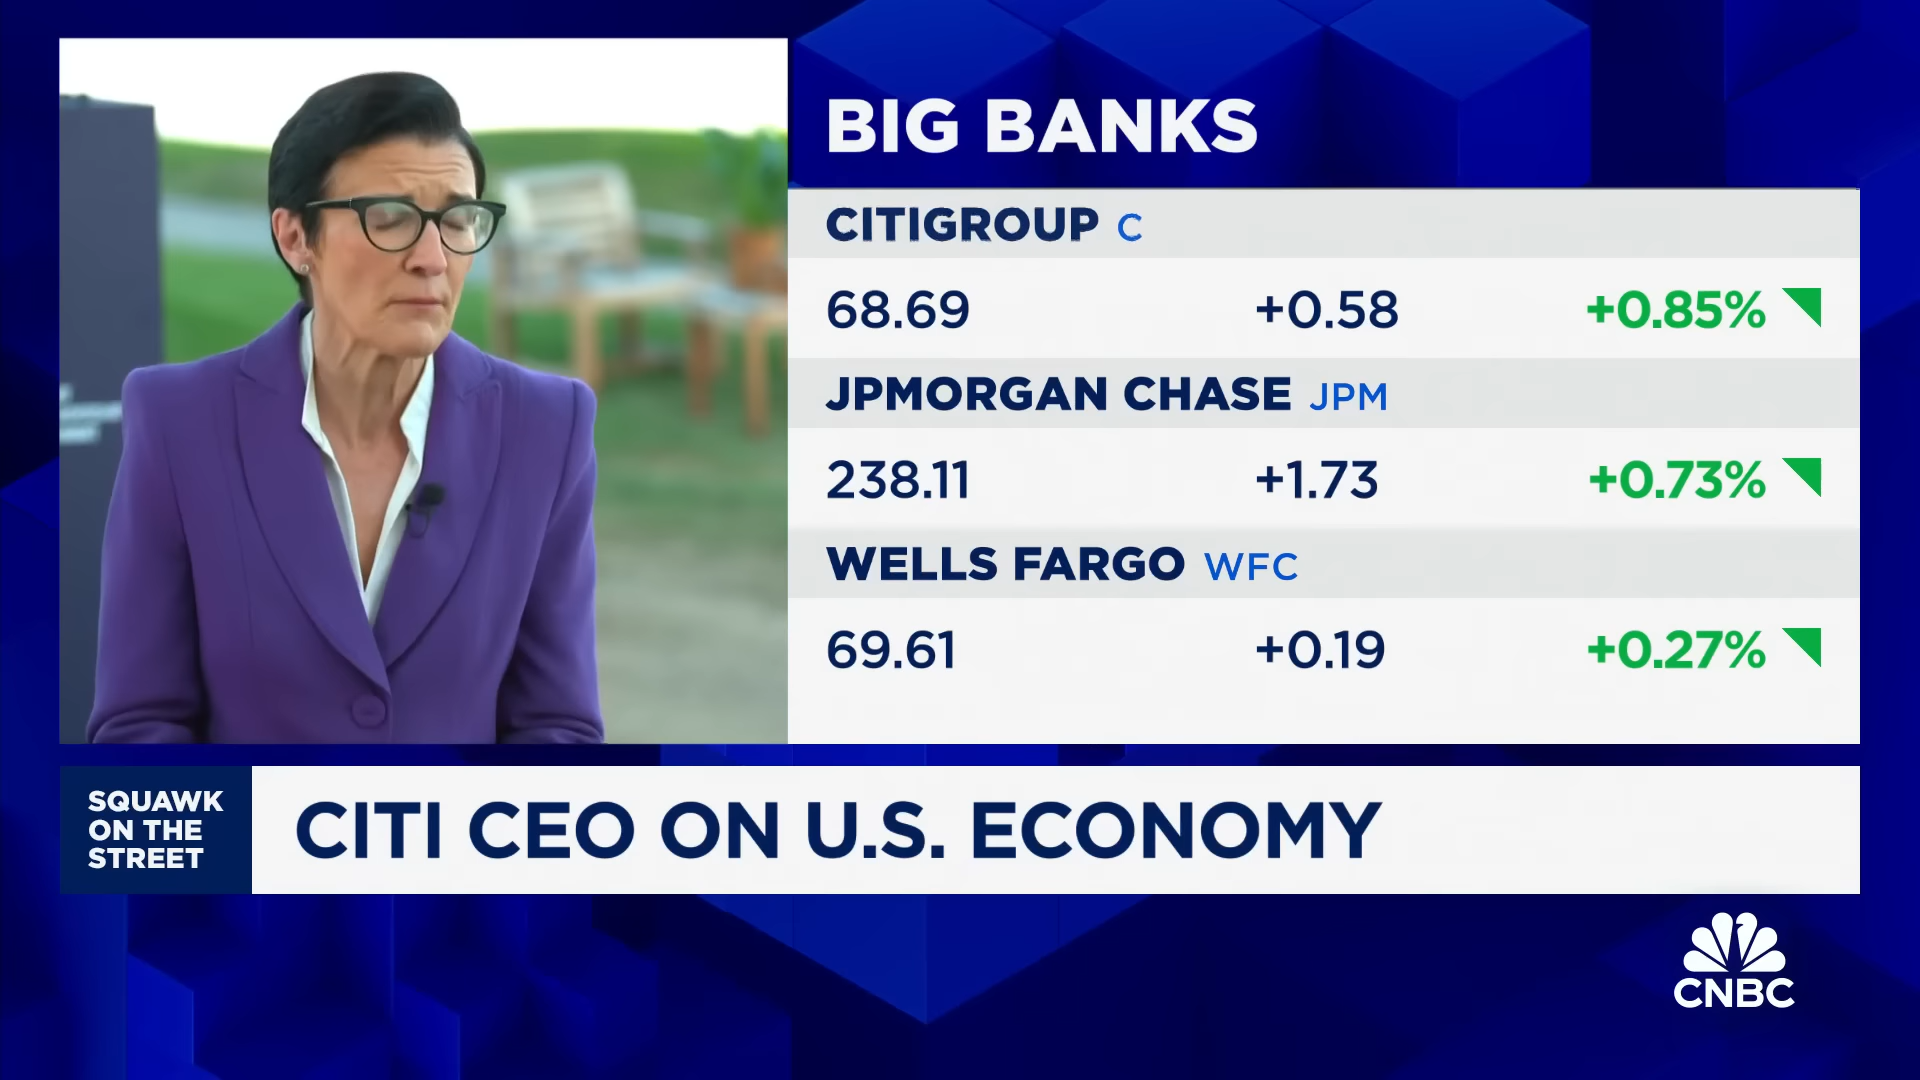 BIG BANKS
CITIGROUP C
68.69 +0.58 +0.85%
JPMORGAN CHASE JPM
238.11 +1.73 +0.73%
WELLS FARGO WFC
69.61 +0.19 +0.27%
SQUAWK
ON THE
STREET
CITI CEO ON U.S. ECONOMY
CNBC